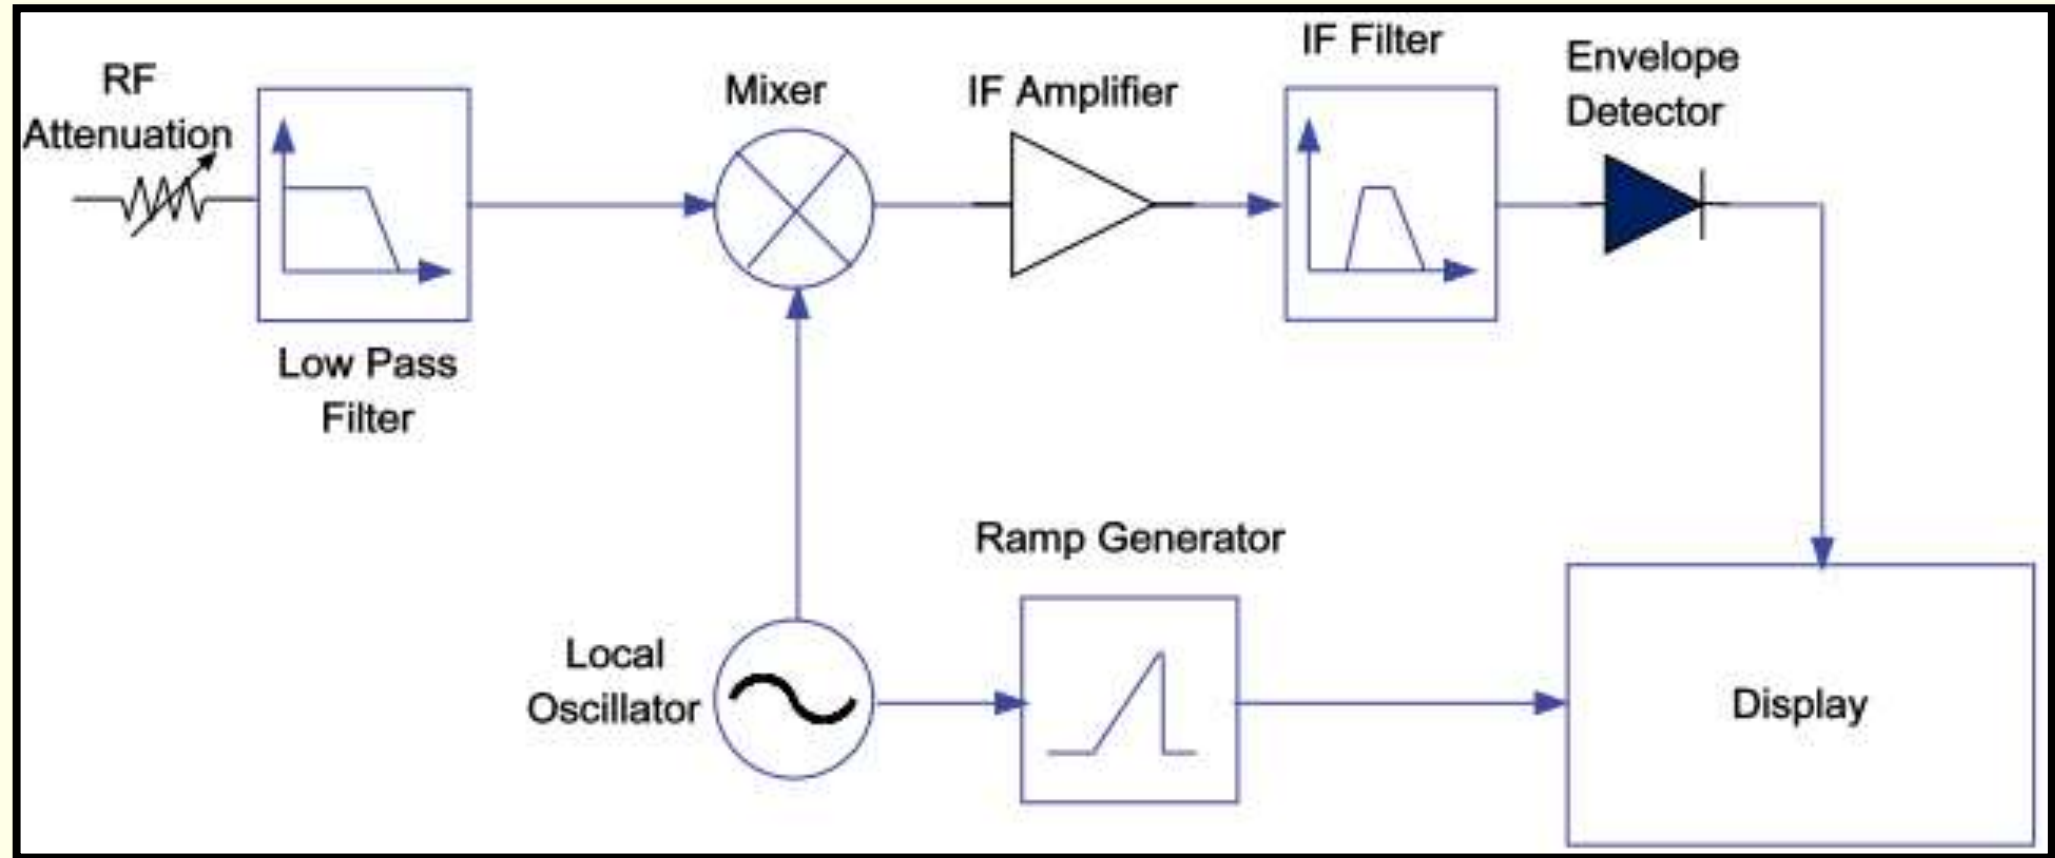 RF
Attenuation
Low Pass
Filter
Mixer
IF Amplifier
IF Filter
Envelope
Detector
Local
Oscillator
Ramp Generator
Display